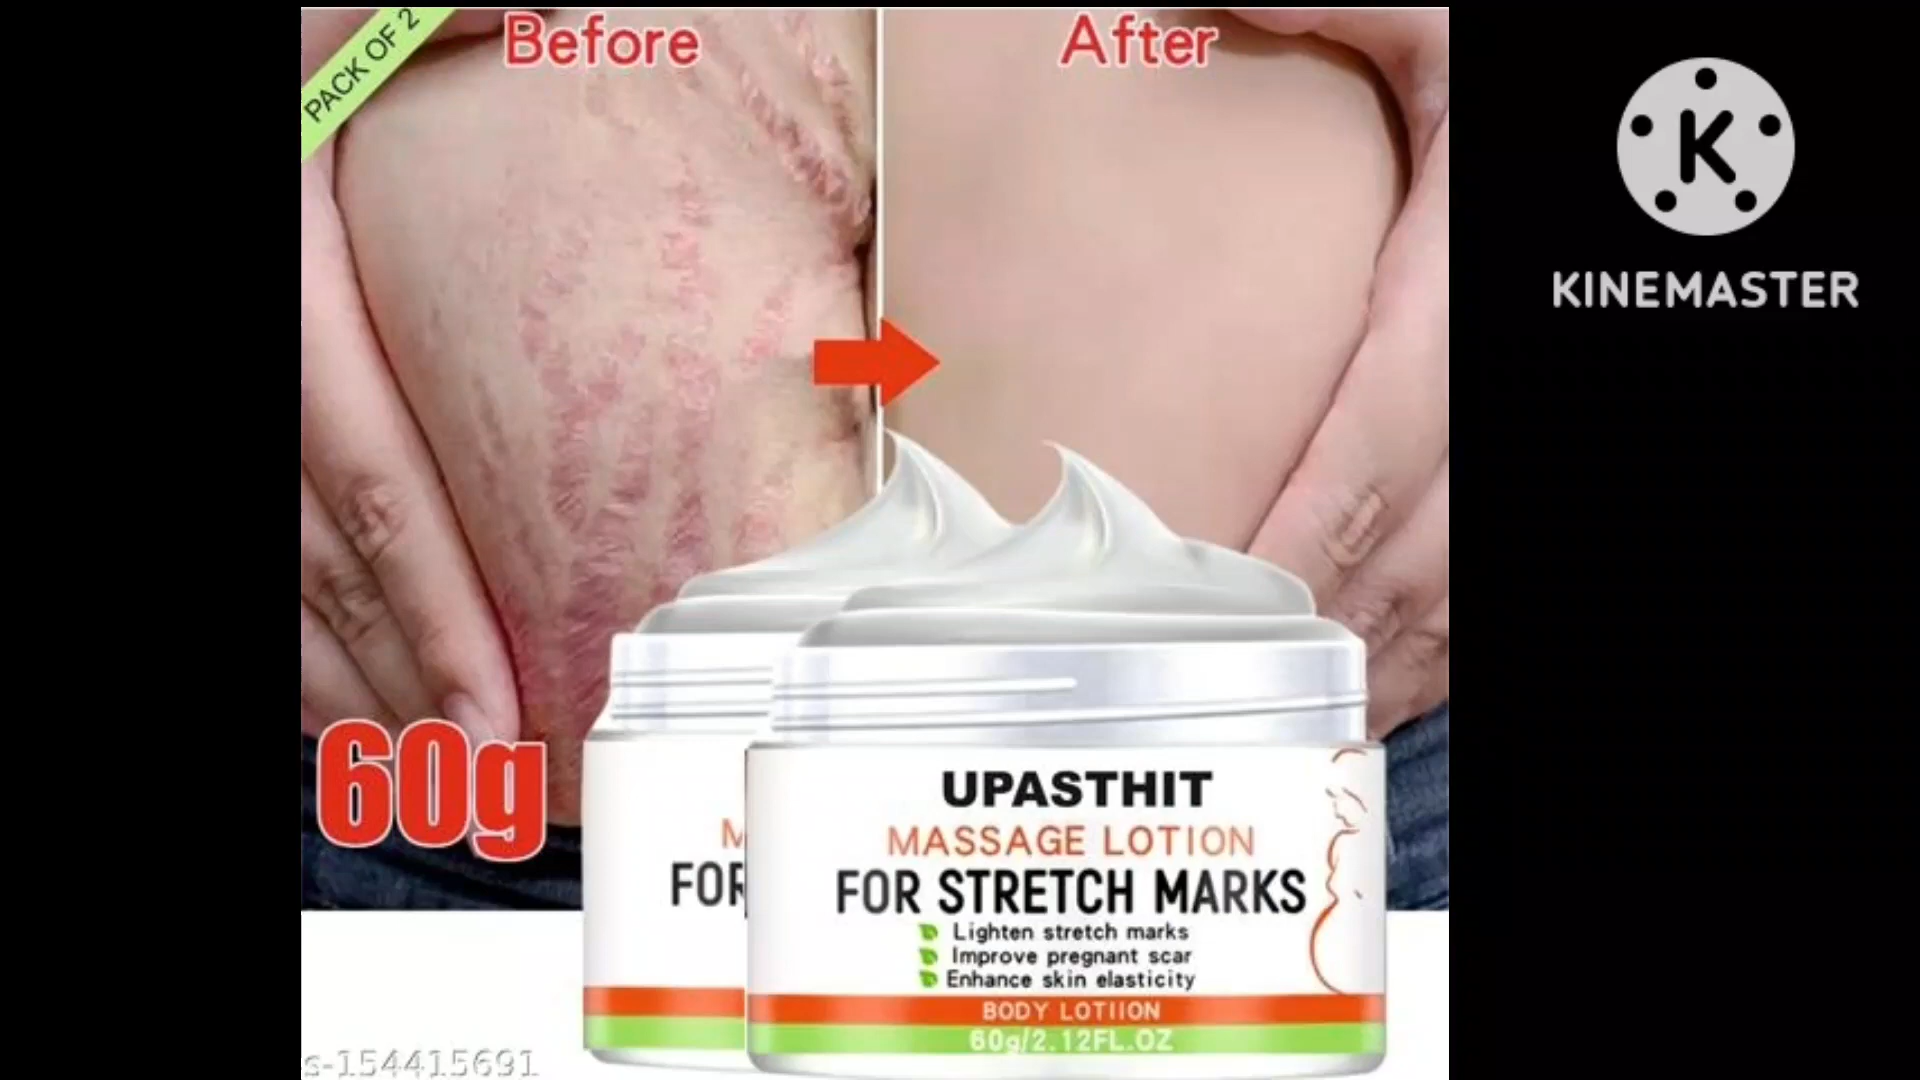 PACK OF 2
Before
After
K
KINEMASTER
60g
UPASTHIT
MASSAGE LOTION
FOR STRETCH MARKS
Lighten stretch marks
Improve pregnant scar
Enhance skin elasticity
BODY LOTIION
60g/2.12FL.OZ
M
FOR
s-154415691